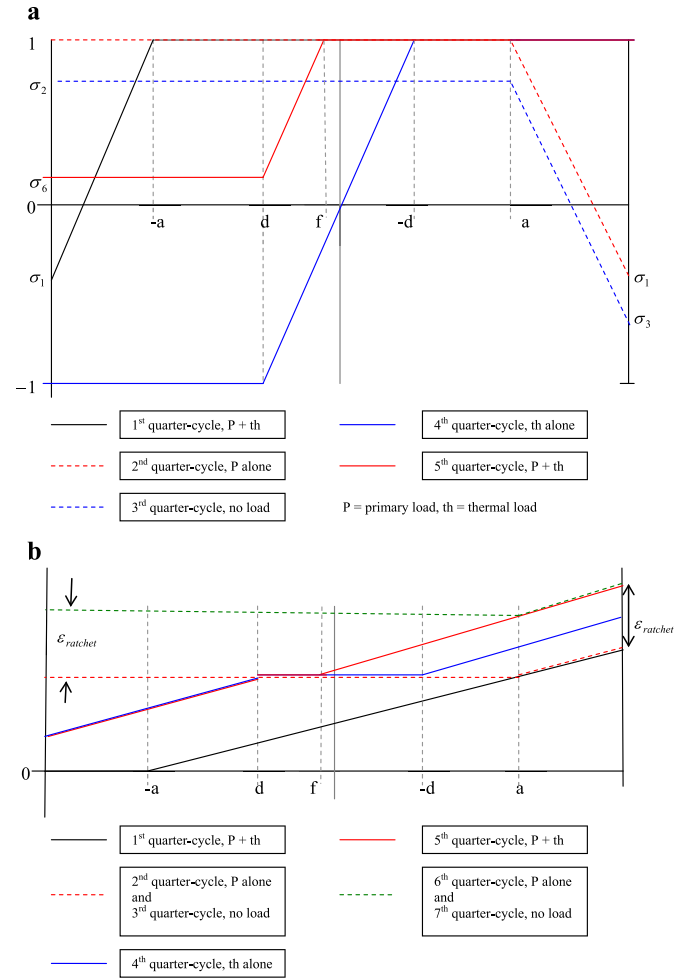 a
1
σ2
σ6
0
-a d f -d a
σ1 σ1
σ3
−1
1st quarter-cycle, P + th
4th quarter-cycle, th alone
2nd quarter-cycle, P alone
5th quarter-cycle, P + th
3rd quarter-cycle, no load
P = primary load, th = thermal load
b
εratchet
εratchet
0
-a d f -d a
1st quarter-cycle, P + th
5th quarter-cycle, P + th
2nd quarter-cycle, P alone
and
3rd quarter-cycle, no load
6th quarter-cycle, P alone
and
7th quarter-cycle, no load
4th quarter-cycle, th alone